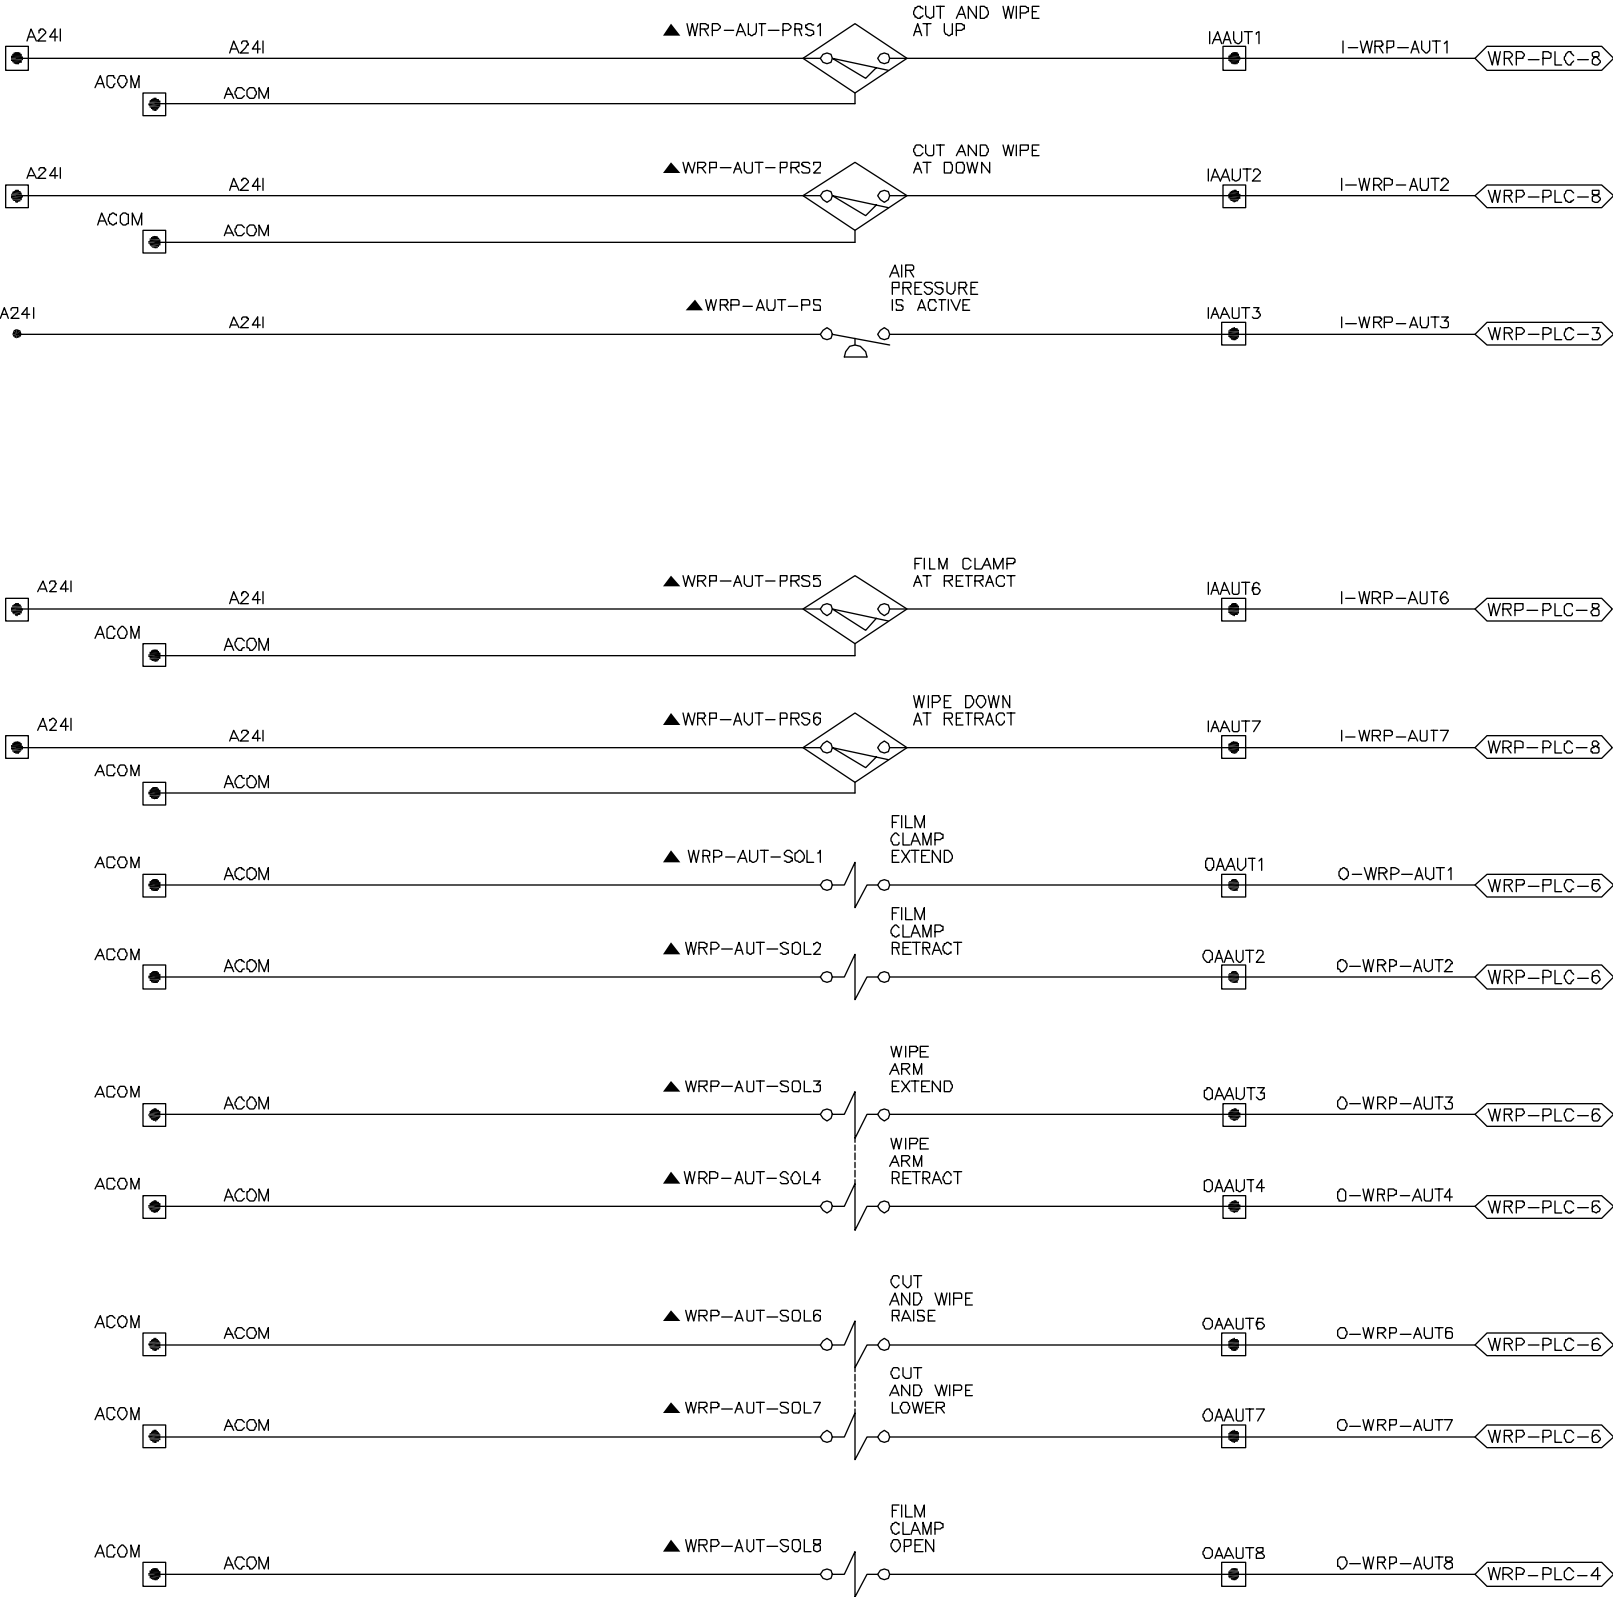 A24I
A24I
▲ WRP-AUT-PRS1
CUT AND WIPE
AT UP
IAAUT1
I-WRP-AUT1
WRP-PLC-8
ACOM
ACOM
A24I
A24I
▲WRP-AUT-PRS2
CUT AND WIPE
AT DOWN
IAAUT2
I-WRP-AUT2
WRP-PLC-8
ACOM
ACOM
A24I
A24I
▲WRP-AUT-PS
AIR
PRESSURE
IS ACTIVE
IAAUT3
I-WRP-AUT3
WRP-PLC-3
A24I
A24I
▲WRP-AUT-PRS5
FILM CLAMP
AT RETRACT
IAAUT6
I-WRP-AUT6
WRP-PLC-8
ACOM
ACOM
A24I
A24I
▲WRP-AUT-PRS6
WIPE DOWN
AT RETRACT
IAAUT7
I-WRP-AUT7
WRP-PLC-8
ACOM
ACOM
ACOM
ACOM
▲ WRP-AUT-SOL1
FILM
CLAMP
EXTEND
OAAUT1
O-WRP-AUT1
WRP-PLC-6
ACOM
ACOM
▲ WRP-AUT-SOL2
FILM
CLAMP
RETRACT
OAAUT2
O-WRP-AUT2
WRP-PLC-6
ACOM
ACOM
▲ WRP-AUT-SOL3
WIPE
ARM
EXTEND
OAAUT3
O-WRP-AUT3
WRP-PLC-6
ACOM
ACOM
▲ WRP-AUT-SOL4
WIPE
ARM
RETRACT
OAAUT4
O-WRP-AUT4
WRP-PLC-6
ACOM
ACOM
▲ WRP-AUT-SOL6
CUT
AND WIPE
RAISE
OAAUT6
O-WRP-AUT6
WRP-PLC-6
ACOM
ACOM
▲ WRP-AUT-SOL7
CUT
AND WIPE
LOWER
OAAUT7
O-WRP-AUT7
WRP-PLC-6
ACOM
ACOM
▲ WRP-AUT-SOL8
FILM
CLAMP
OPEN
OAAUT8
O-WRP-AUT8
WRP-PLC-4